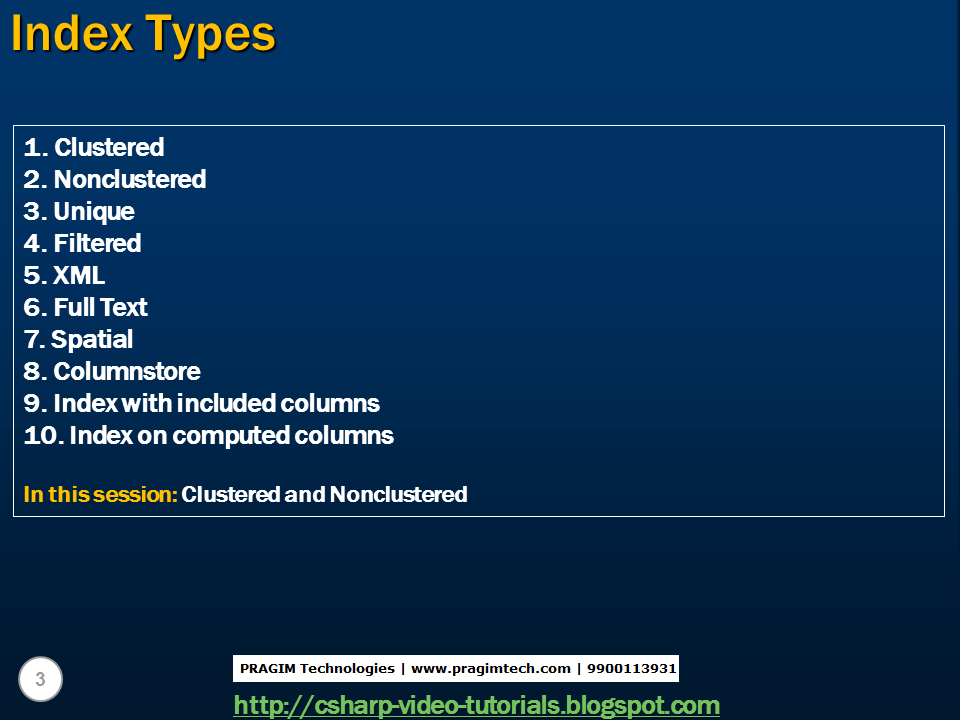 Index Types
1. Clustered
2. Nonclustered
3. Unique
4. Filtered
5. XML
6. Full Text
7. Spatial
8. Columnstore
9. Index with included columns
10. Index on computed columns
In this session: Clustered and Nonclustered
3
PRAGIM Technologies | www.pragimtech.com | 9900113931
http://csharp-video-tutorials.blogspot.com